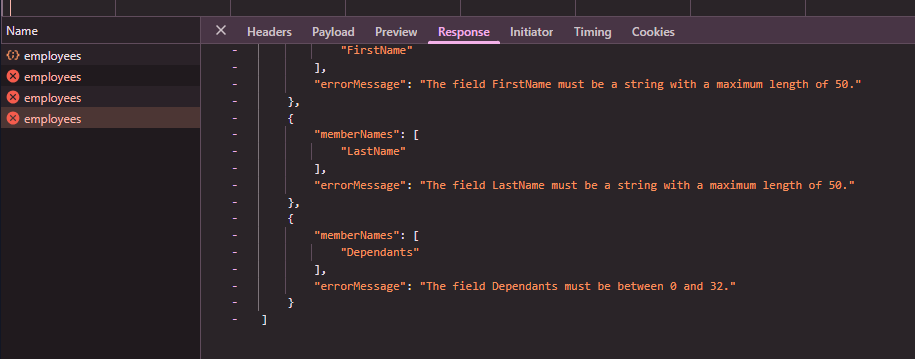 Name
employees
employees
employees
employees
Headers Payload Preview Response Initiator Timing Cookies
- "FirstName"
- ],
- "errorMessage": "The field FirstName must be a string with a maximum length of 50."
- },
- {
- "memberNames": [
- "LastName"
- ],
- "errorMessage": "The field LastName must be a string with a maximum length of 50."
- },
- {
- "memberNames": [
- "Dependants"
- ],
- "errorMessage": "The field Dependants must be between 0 and 32."
- }
- ]